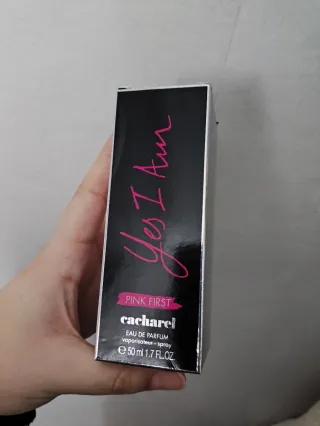 Yes I Am
PINK FIRST
cacharel
EAU DE PARFUM
vaporisateur - spray
℮ 50 ml 1.7 FL.OZ